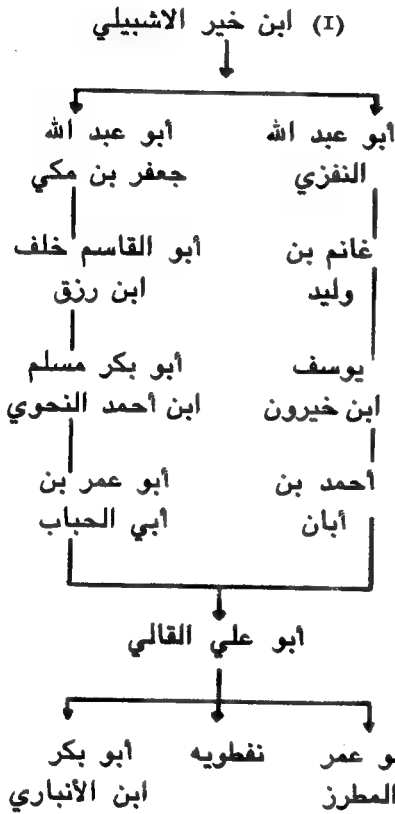 (I) ابن خير الاشبيلي
أبو عبد الله
النفزي
أبو عبد الله
جعفر بن مكي
غانم بن
وليد
أبو القاسم خلف
ابن رزق
يوسف
ابن خيرون
أبو بكر مسلم
ابن أحمد النحوي
أحمد بن
أبان
أبو عمر بن
أبي الحباب
أبو علي القالي
بو عمر
المطرز
نفطويه
أبو بكر
ابن الأنباري